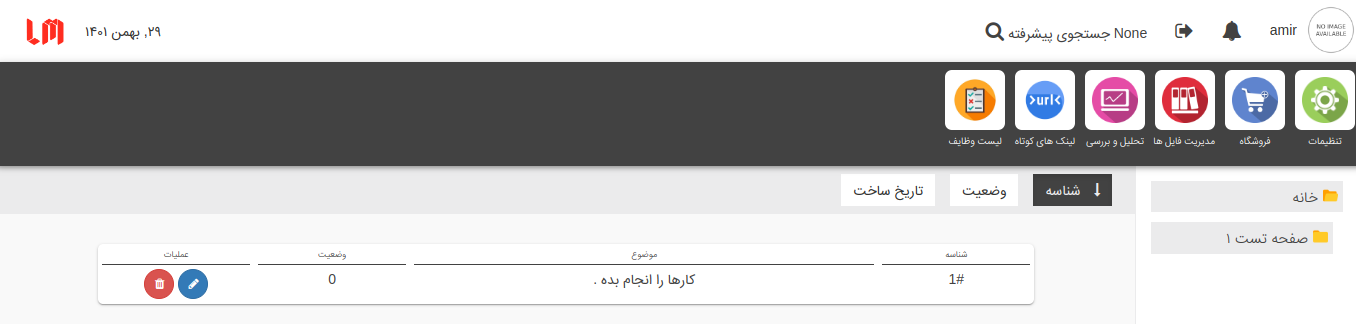 NO IMAGE AVAILABLE
amir
None جستجوی پیشرفته
۲۹, بهمن ۱۴۰۱
LM
تنظیمات
فروشگاه
مدیریت فایل ها
تحلیل و بررسی
>url<
لینک های کوتاه
لیست وظایف
خانه
صفحه تست ۱
شناسه
وضعیت
تاریخ ساخت
شناسه
موضوع
وضعیت
عملیات
1#
کارها را انجام بده .
0